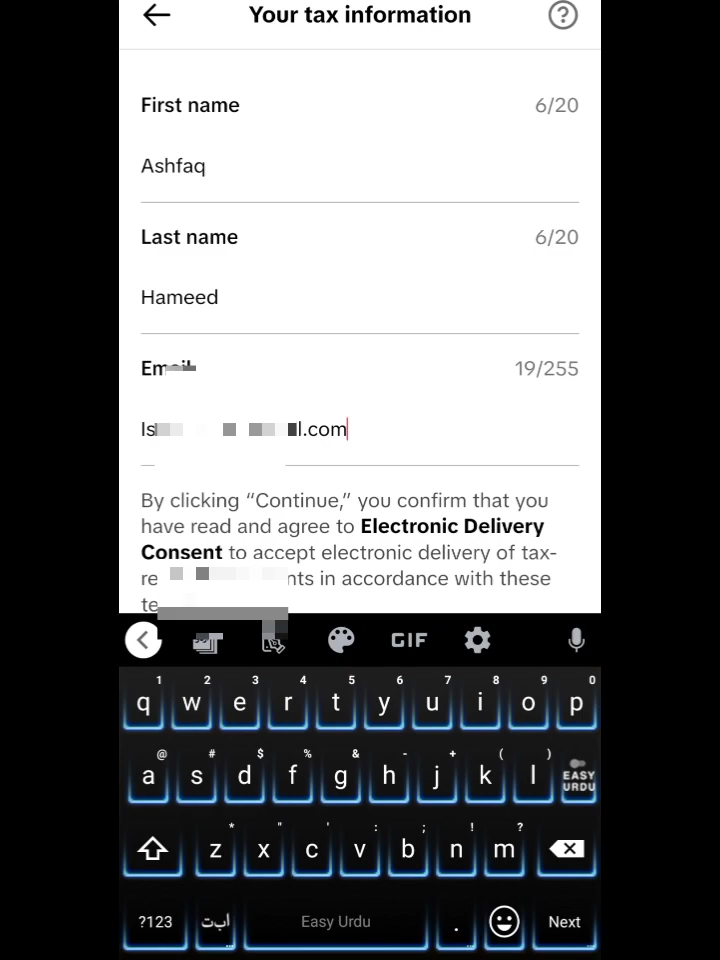 Your tax information
First name 6/20
Ashfaq
Last name 6/20
Hameed
19/255
Is l.com
By clicking “Continue,” you confirm that you
have read and agree to Electronic Delivery
Consent to accept electronic delivery of tax-
re nts in accordance with these
te
GIF
1 2 3 4 5 6 7 8 9 0
q w e r t y u i o p
@ # $ % & - + ( )
a s d f g h j k l EASY URDU
* " ' : ; ! ?
z x c v b n m
?123 ابت Easy Urdu . Next